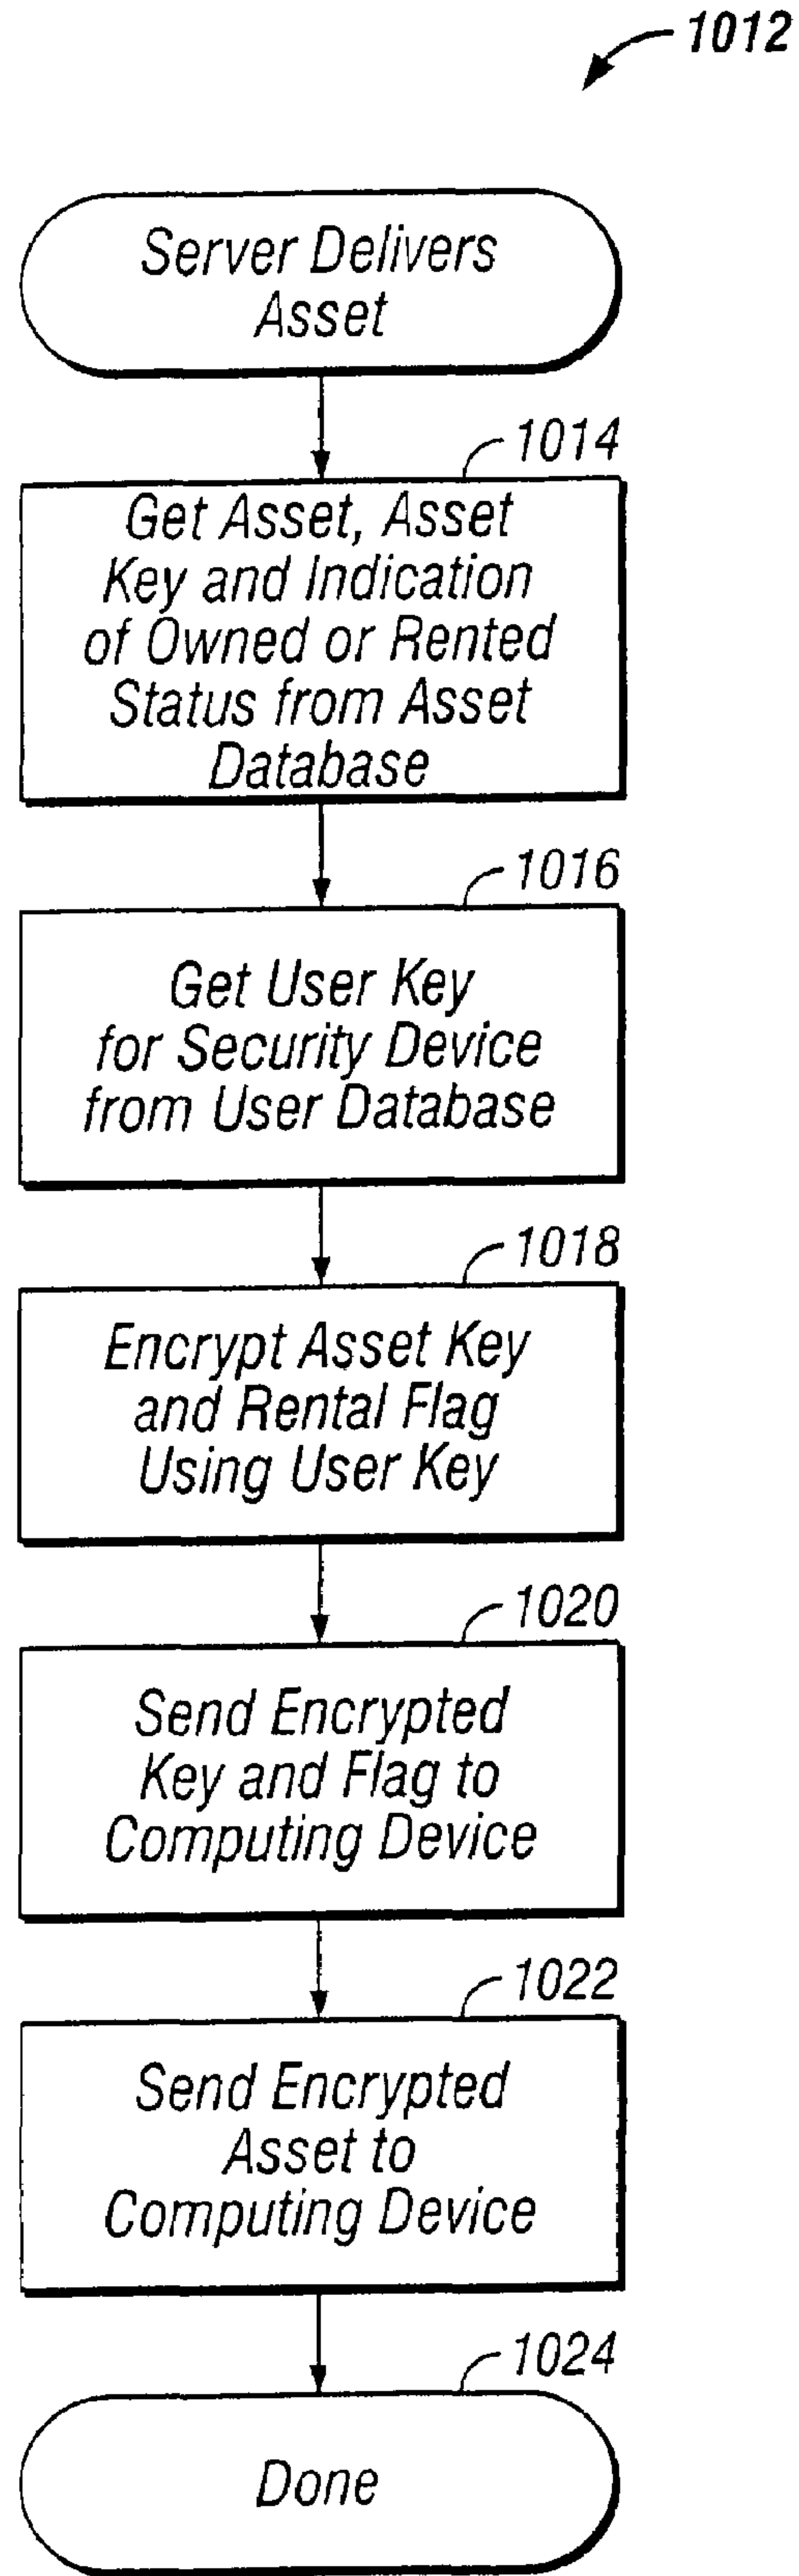 1012
Server Delivers
Asset
1014
Get Asset, Asset
Key and Indication
of Owned or Rented
Status from Asset
Database
1016
Get User Key
for Security Device
from User Database
1018
Encrypt Asset Key
and Rental Flag
Using User Key
1020
Send Encrypted
Key and Flag to
Computing Device
1022
Send Encrypted
Asset to
Computing Device
1024
Done